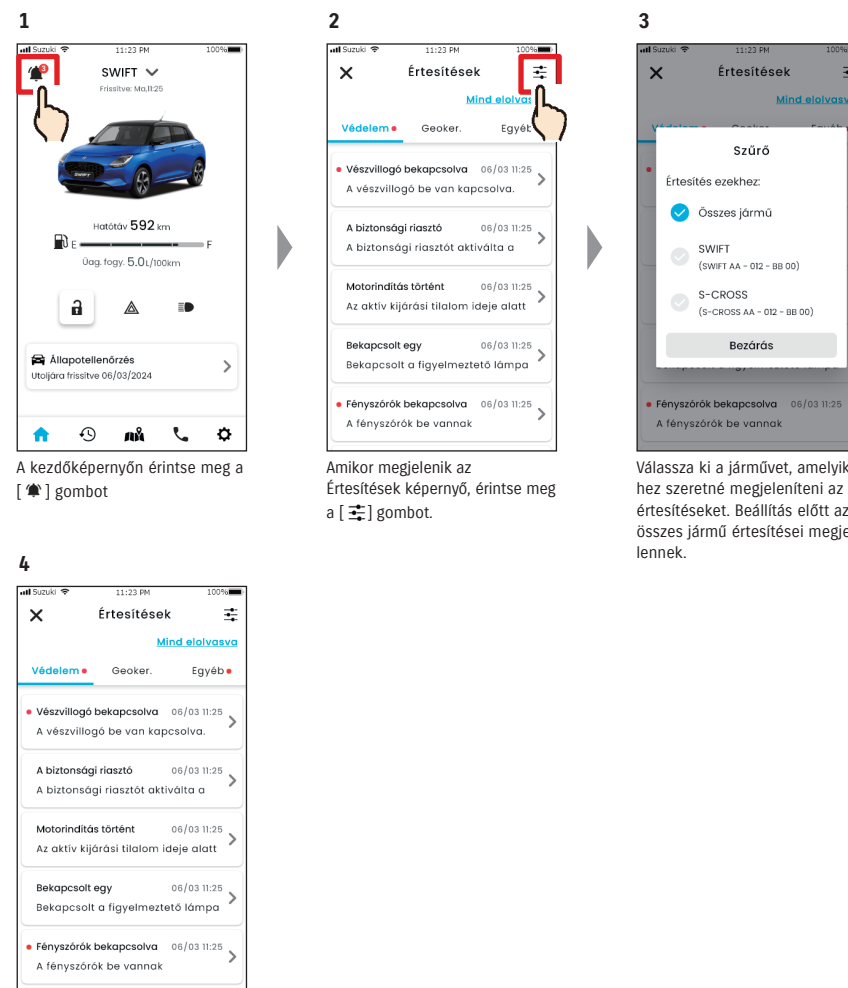 1
Suzuki 11:23 PM 100%
3
SWIFT
Frissítve: Ma,11:25
SWIFT
Hatótáv 592 km
E F
Üag. fogy. 5.0L/100km
Állapotellenőrzés
Utoljára frissítve 06/03/2024
A kezdőképernyőn érintse meg a
[ ] gombot
2
Suzuki 11:23 PM 100%
Értesítések
Mind elolvas
Védelem Geoker. Egyéb
Vészvillogó bekapcsolva 06/03 11:25
A vészvillogó be van kapcsolva.
A biztonsági riasztó 06/03 11:25
A biztonsági riasztót aktiválta a
Motorindítás történt 06/03 11:25
Az aktív kijárási tilalom ideje alatt
Bekapcsolt egy 06/03 11:25
Bekapcsolt a figyelmeztető lámpa
Fényszórók bekapcsolva 06/03 11:25
A fényszórók be vannak
Amikor megjelenik az
Értesítések képernyő, érintse meg
a [ ] gombot.
3
Suzuki 11:23 PM 100%
Értesítések
Mind elolvasv
Szűrő
Értesítés ezekhez:
Összes jármű
SWIFT
(SWIFT AA - 012 - BB 00)
S-CROSS
(S-CROSS AA - 012 - BB 00)
Bezárás
Fényszórók bekapcsolva 06/03 11:25
A fényszórók be vannak
Válassza ki a járművet, amelyik
hez szeretné megjeleníteni az
értesítéseket. Beállítás előtt az
összes jármű értesítései megje
lennek.
4
Suzuki 11:23 PM 100%
Értesítések
Mind elolvasva
Védelem Geoker. Egyéb
Vészvillogó bekapcsolva 06/03 11:25
A vészvillogó be van kapcsolva.
A biztonsági riasztó 06/03 11:25
A biztonsági riasztót aktiválta a
Motorindítás történt 06/03 11:25
Az aktív kijárási tilalom ideje alatt
Bekapcsolt egy 06/03 11:25
Bekapcsolt a figyelmeztető lámpa
Fényszórók bekapcsolva 06/03 11:25
A fényszórók be vannak